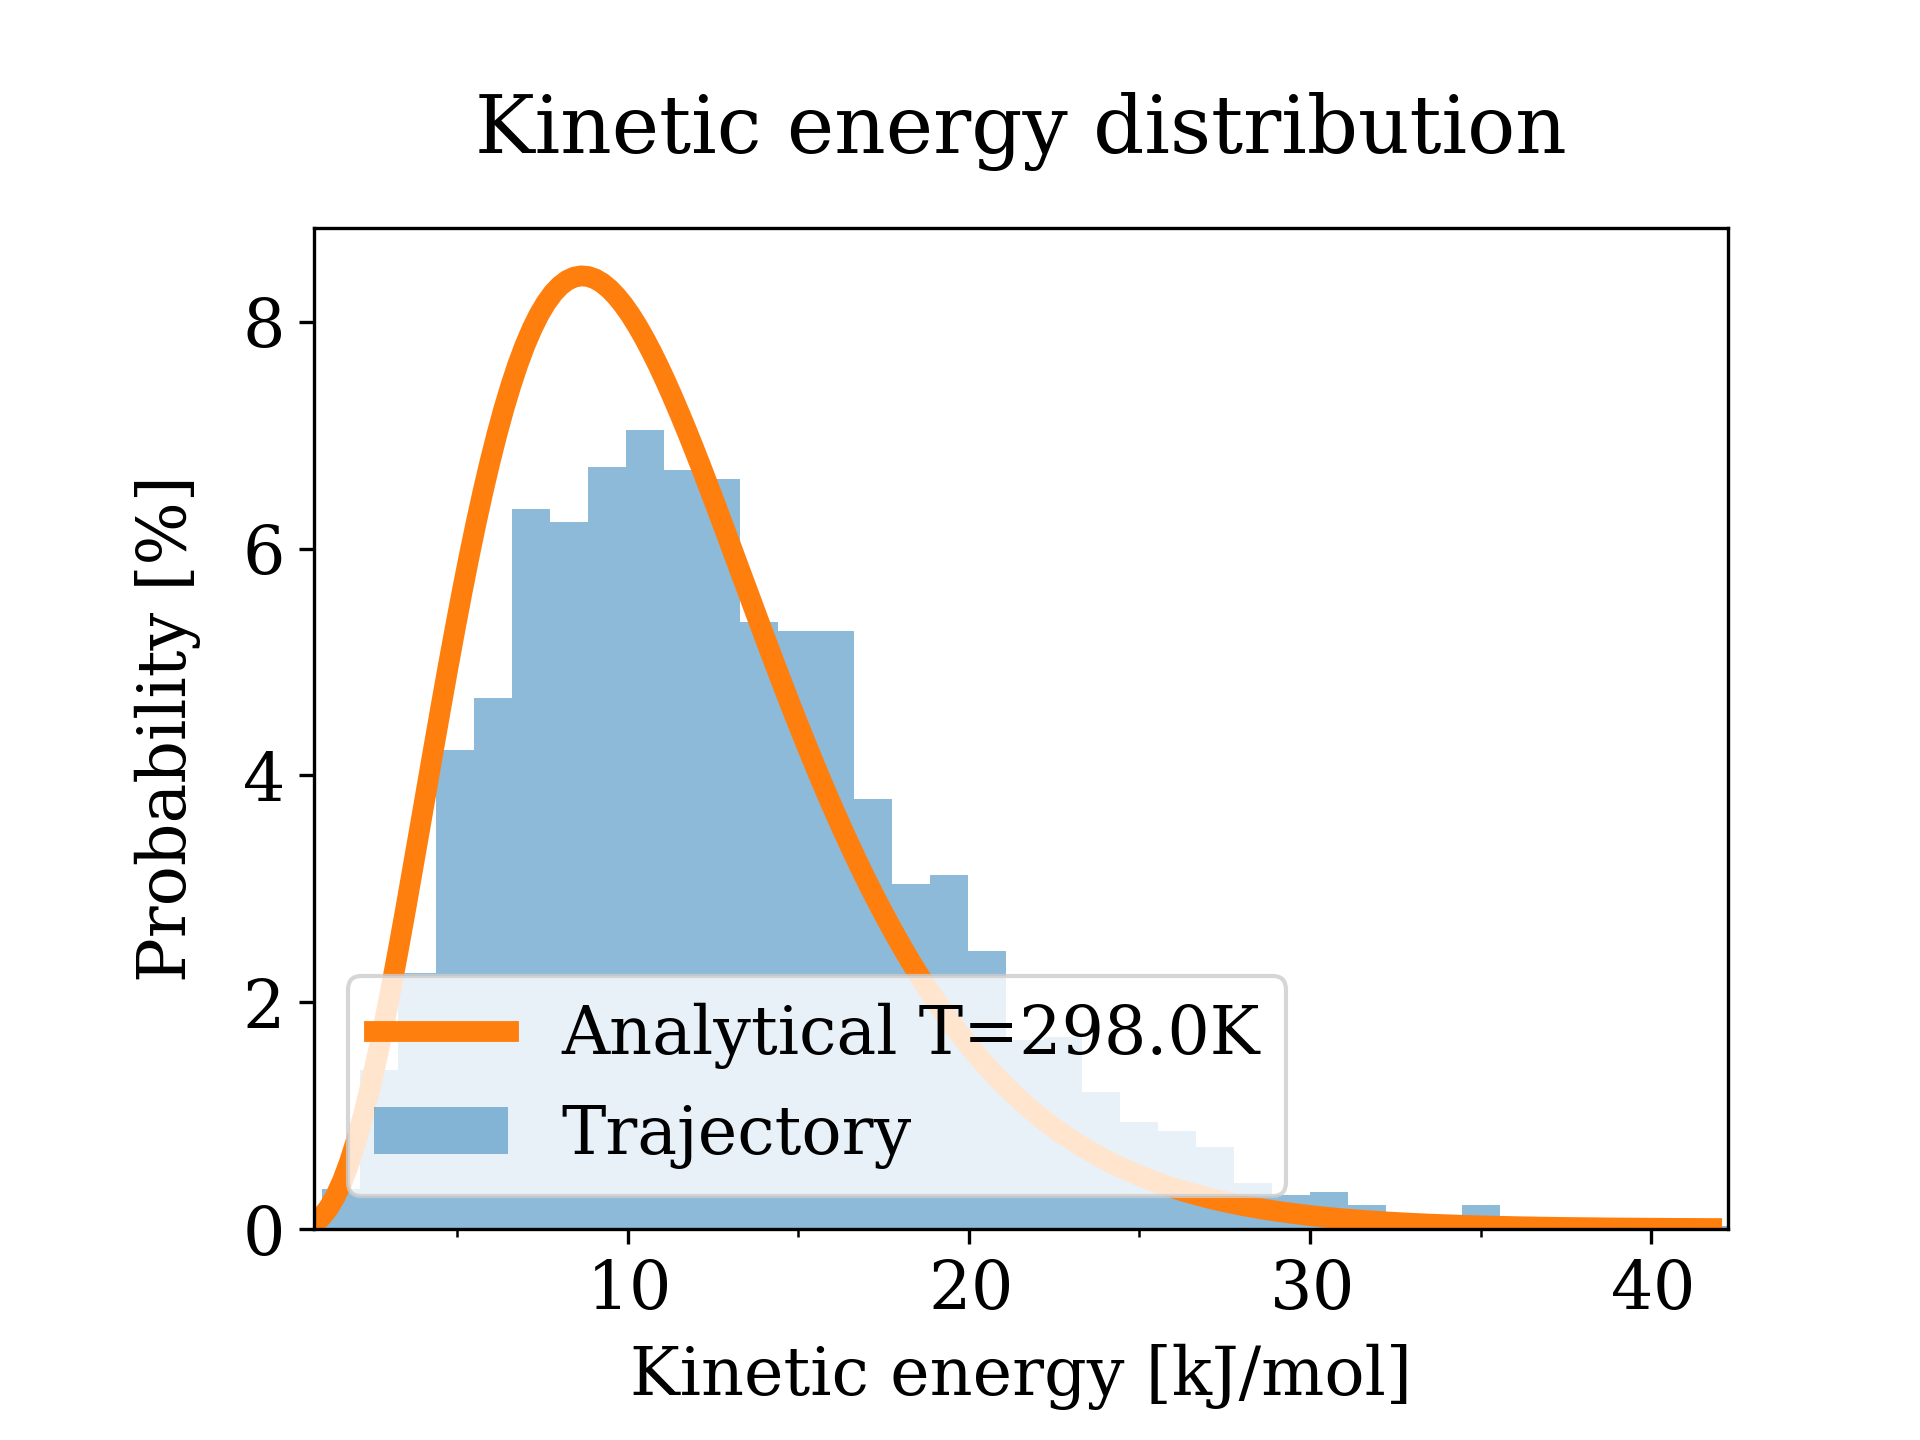 Kinetic energy distribution
Probability [%]
8
6
4
2
0
Analytical T=298.0K
Trajectory
10 20 30 40
Kinetic energy [kJ/mol]